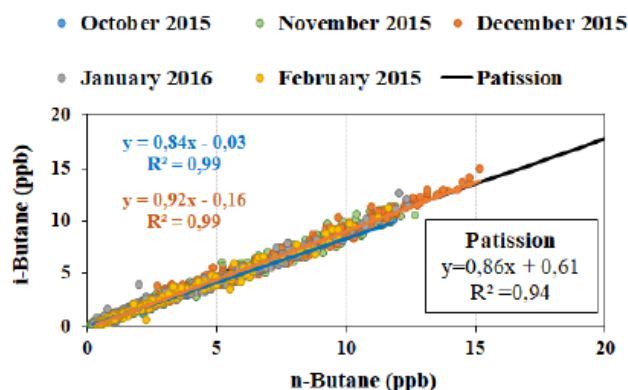 October 2015 November 2015 December 2015
January 2016 February 2015 Patission
20
15
10
5
0
i-Butane (ppb)
y = 0,84x - 0,03
R² = 0,99
y = 0,92x - 0,16
R² = 0,99
Patission
y=0,86x + 0,61
R² =0,94
0 5 10 15 20
n-Butane (ppb)